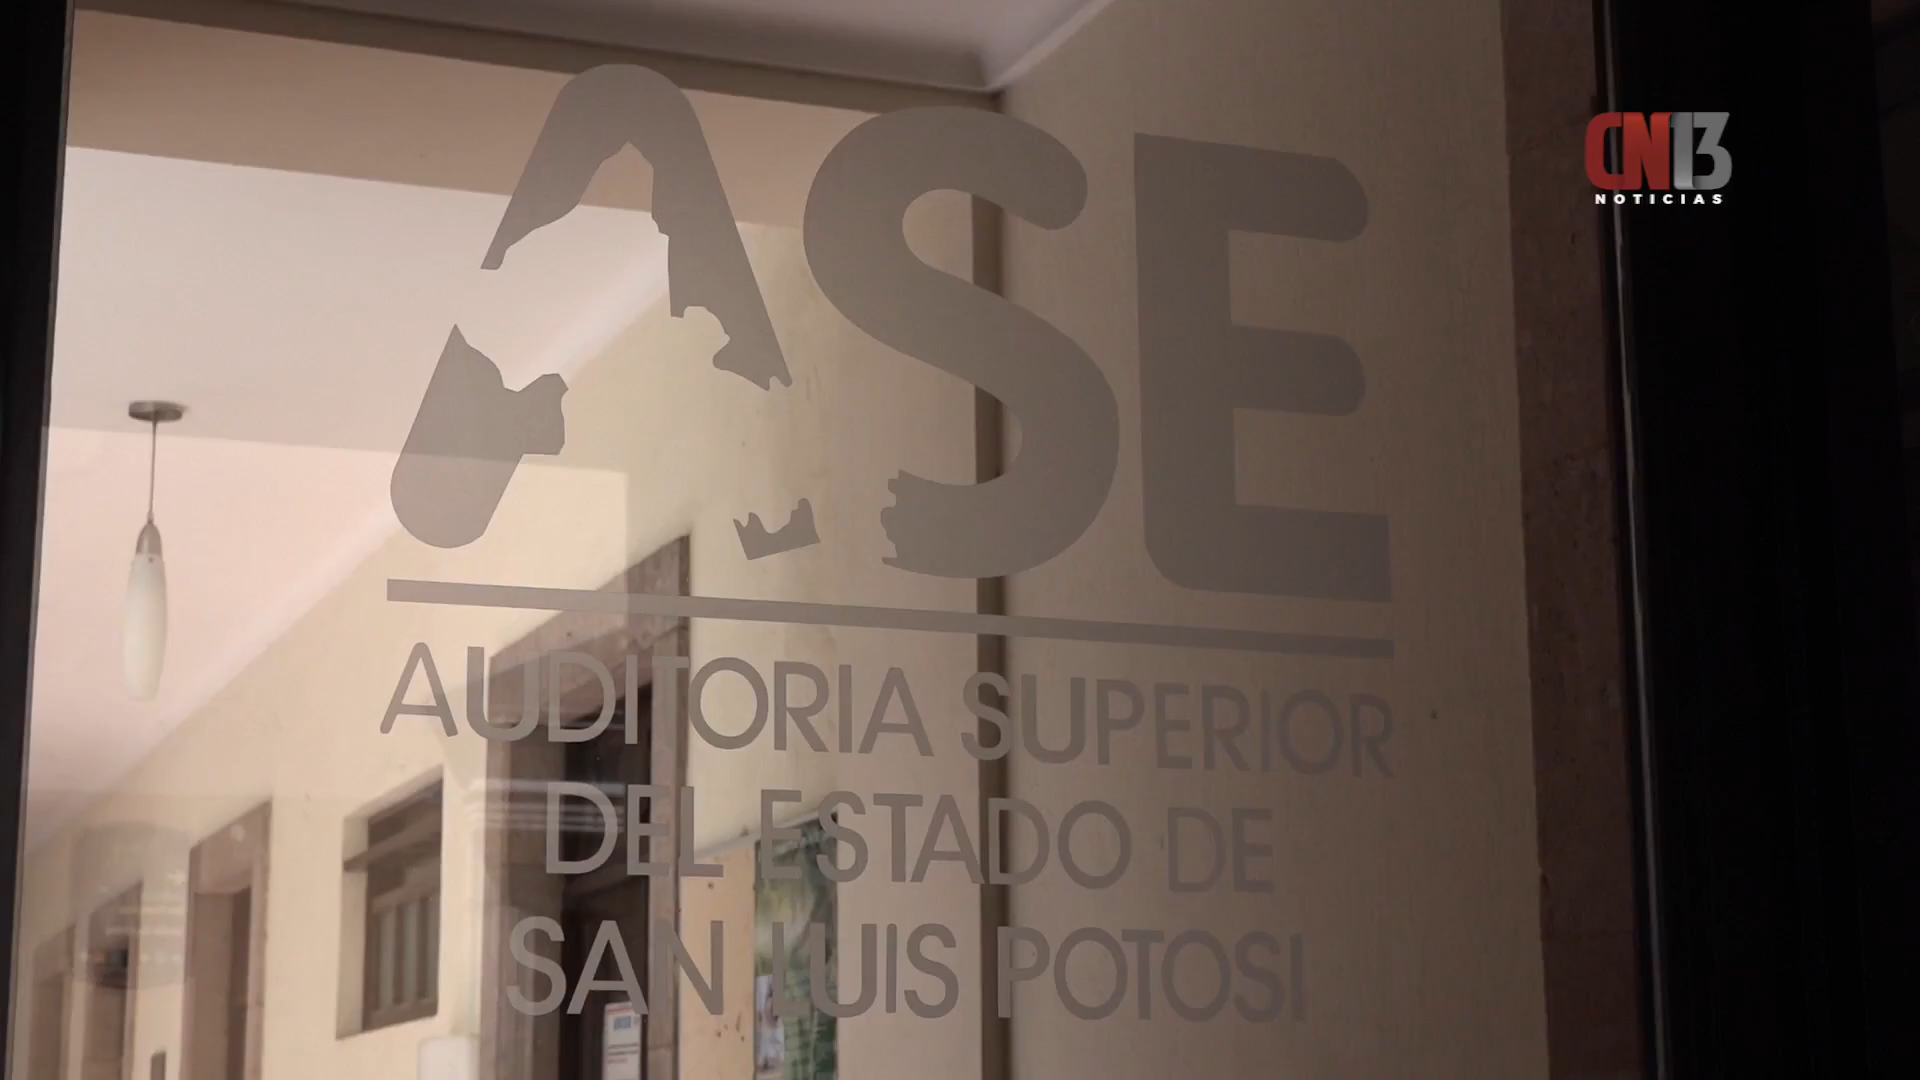 CN13
NOTICIAS
ASE
AUDITORIA SUPERIOR
DEL ESTADO DE
SAN LUIS POTOSI